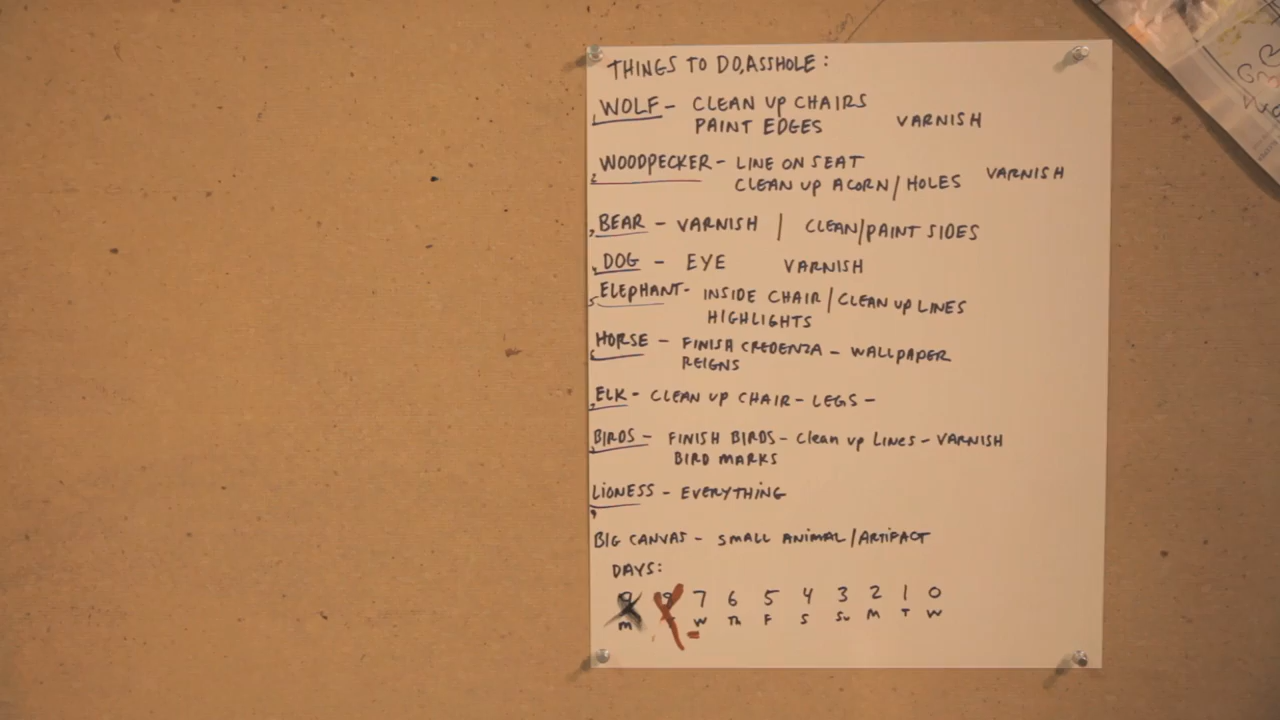 THINGS TO DO, ASSHOLE:
WOLF - CLEAN UP CHAIRS
PAINT EDGES VARNISH
WOODPECKER - LINE ON SEAT
CLEAN UP ACORN/HOLES VARNISH
BEAR - VARNISH | CLEAN/PAINT SIDES
DOG - EYE VARNISH
ELEPHANT - INSIDE CHAIR/CLEAN UP LINES
HIGHLIGHTS
HORSE - FINISH CREDENZA - WALLPAPER
REIGNS
ELK - CLEAN UP CHAIR - LEGS -
BIRDS - FINISH BIRDS - Clean up Lines - VARNISH
BIRD MARKS
LIONESS - EVERYTHING
BIG CANVAS - SMALL ANIMAL/ARTIFACT
DAYS:
9 8 7 6 5 4 3 2 1 0
M W Th F S Su M T W